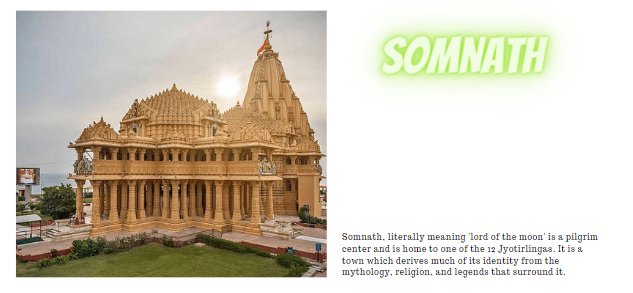 SOMNATH
Somnath, literally meaning 'lord of the moon' is a pilgrim
center and is home to one of the 12 Jyotirlingas. It is a
town which derives much of its identity from the
mythology, religion, and legends that surround it.